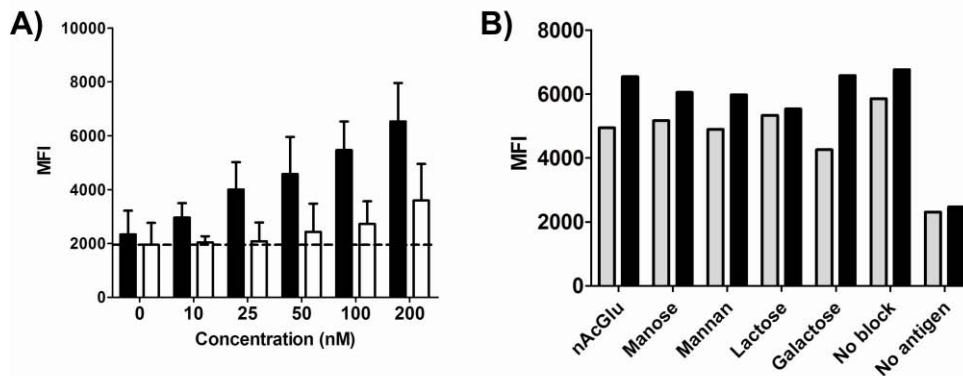 A)
MFI
10000
8000
6000
4000
2000
0
0 10 25 50 100 200
Concentration (nM)
B)
MFI
8000
6000
4000
2000
0
nAcGlu
Manose
Mannan
Lactose
Galactose
No block
No antigen